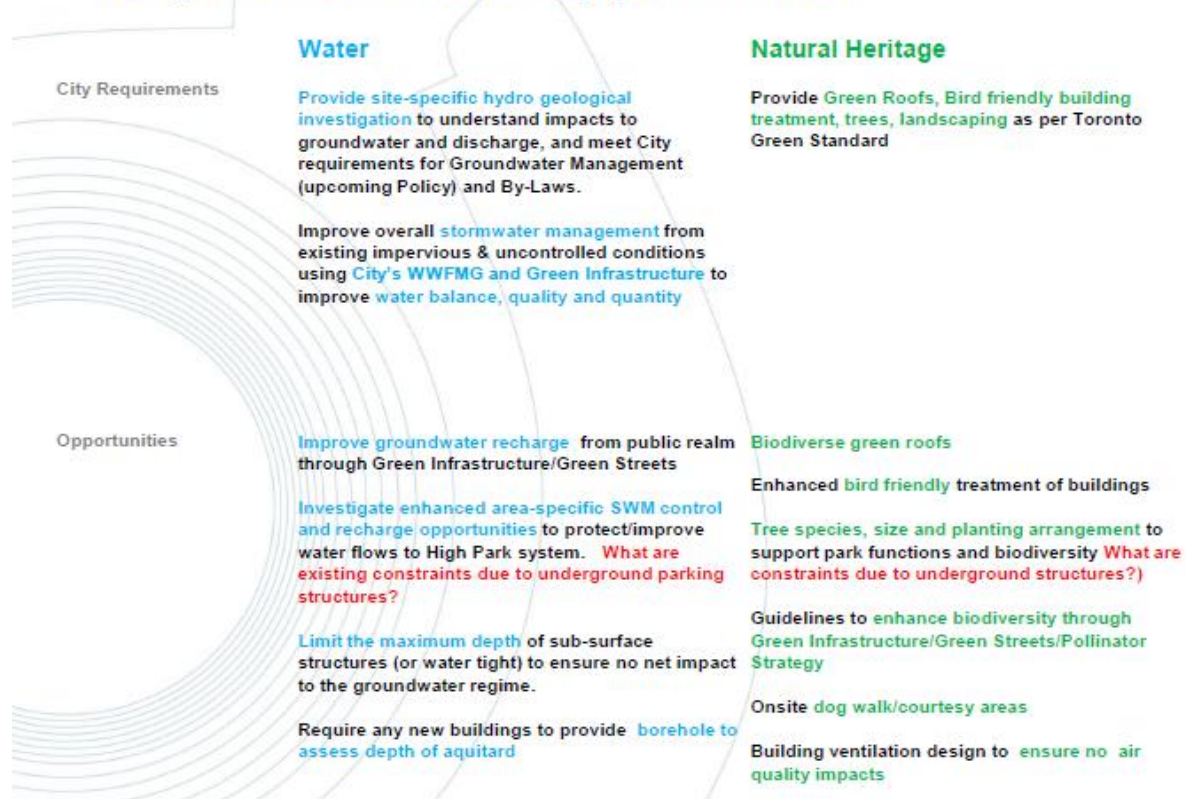 Water
Natural Heritage
City Requirements
Provide site-specific hydro geological
investigation to understand impacts to
groundwater and discharge, and meet City
requirements for Groundwater Management
(upcoming Policy) and By-Laws.
Improve overall stormwater management from
existing impervious & uncontrolled conditions
using City's WWFMG and Green Infrastructure to
improve water balance, quality and quantity
Provide Green Roofs, Bird friendly building
treatment, trees, landscaping as per Toronto
Green Standard
Opportunities
Improve groundwater recharge from public realm
through Green Infrastructure/Green Streets
Investigate enhanced area-specific SWM control
and recharge opportunities to protect/improve
water flows to High Park system. What are
existing constraints due to underground parking
structures?
Limit the maximum depth of sub-surface
structures (or water tight) to ensure no net impact
to the groundwater regime.
Require any new buildings to provide borehole to
assess depth of aquitard
Biodiverse green roofs
Enhanced bird friendly treatment of buildings
Tree species, size and planting arrangement to
support park functions and biodiversity What are
constraints due to underground structures?)
Guidelines to enhance biodiversity through
Green Infrastructure/Green Streets/Pollinator
Strategy
Onsite dog walk/courtesy areas
Building ventilation design to ensure no air
quality impacts